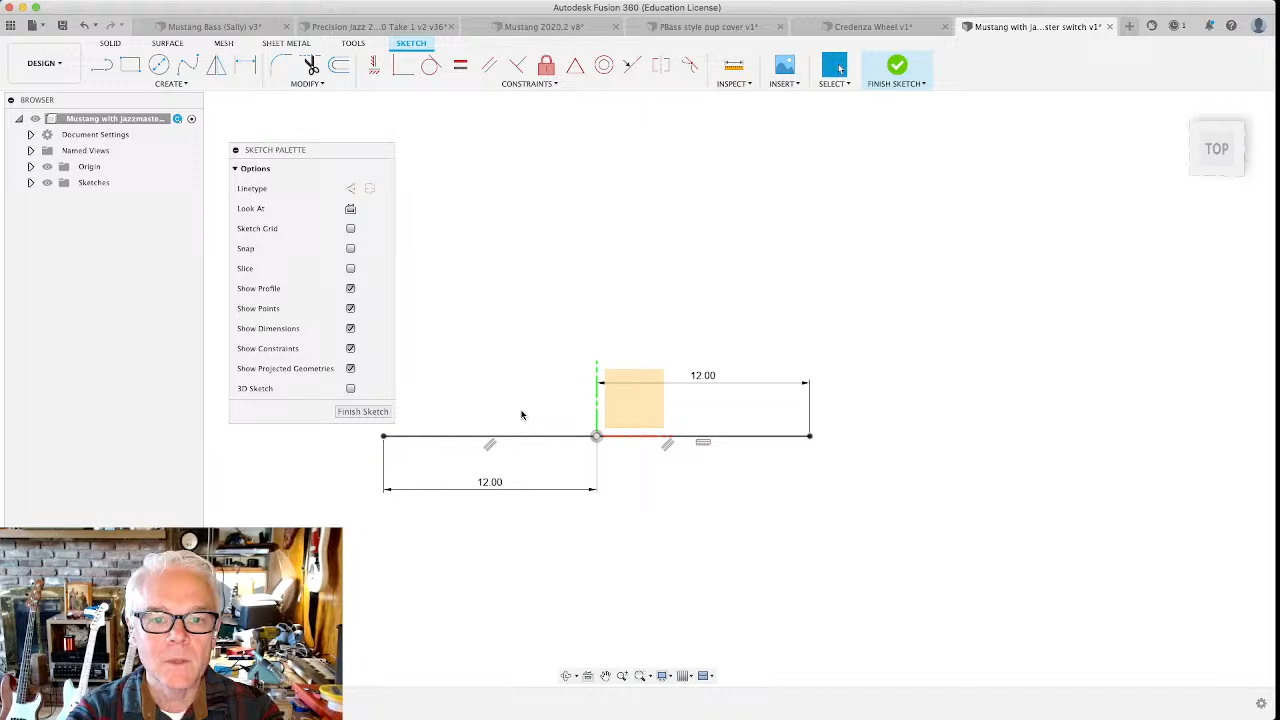 Autodesk Fusion 360 (Education License)
Mustang Bass (Sally) v3*
Precision Jazz 2...0 Take 1 v2 v36*
Mustang 2020.2 v8*
PBass style pup cover v1*
Credenza Wheel v1*
Mustang with Ja...ster switch v1*
1
SOLID
SURFACE
MESH
SHEET METAL
TOOLS
SKETCH
DESIGN
CREATE
MODIFY
CONSTRAINTS
INSPECT
INSERT
SELECT
FINISH SKETCH
BROWSER
Mustang with Jazzmaste...
Document Settings
Named Views
Origin
Sketches
SKETCH PALETTE
Options
Linetype
Look At
Sketch Grid
Snap
Slice
Show Profile
Show Points
Show Dimensions
Show Constraints
Show Projected Geometries
3D Sketch
Finish Sketch
TOP
12.00
12.00